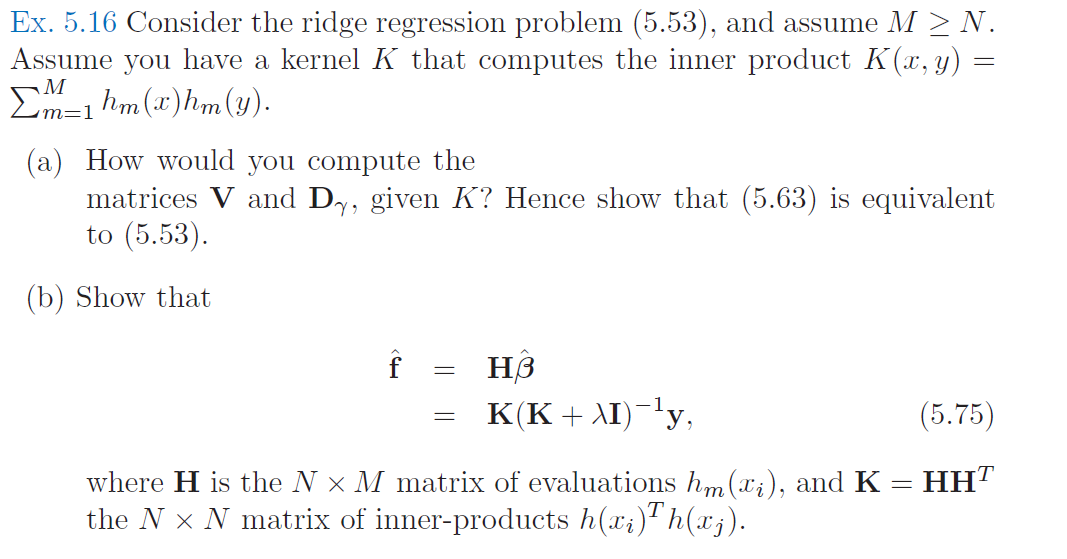 Ex. 5.16 Consider the ridge regression problem (5.53), and assume M ≥ N.
Assume you have a kernel K that computes the inner product K(x, y) =
∑_{m=1}^{M} h_m(x)h_m(y).
(a) How would you compute the
matrices V and D_γ, given K? Hence show that (5.63) is equivalent
to (5.53).
(b) Show that
f̂ = Hβ̂
= K(K + λI)^{−1}y, (5.75)
where H is the N × M matrix of evaluations h_m(x_i), and K = HH^T
the N × N matrix of inner-products h(x_i)^T h(x_j).